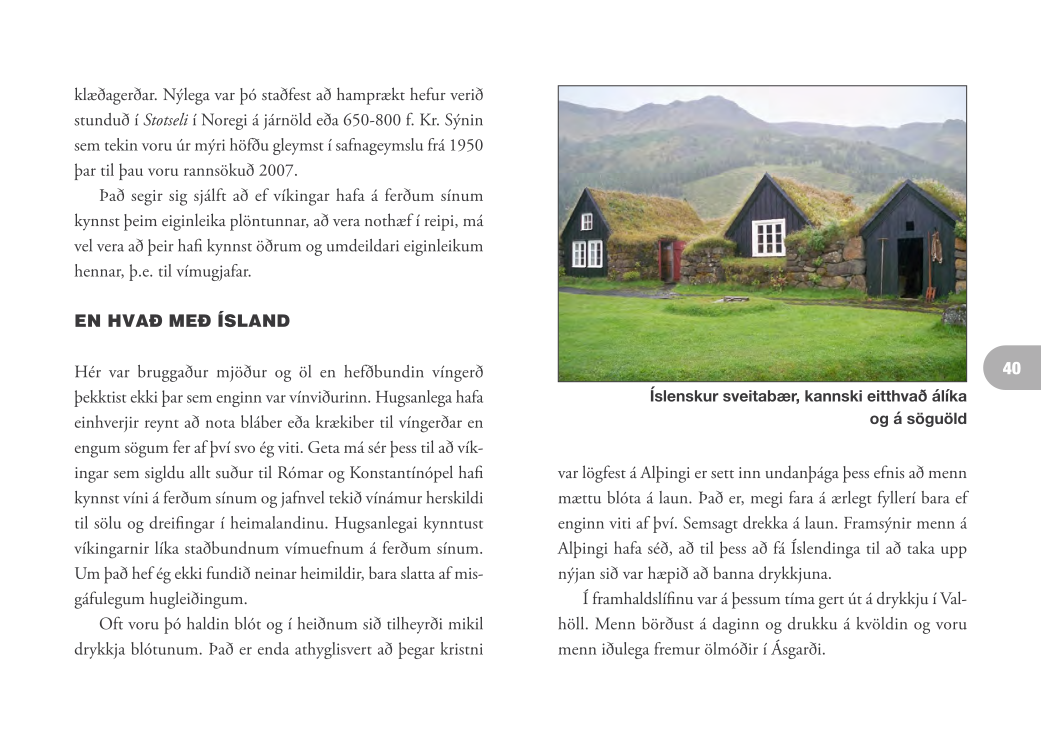 klæðagerðar. Nýlega var þó staðfest að hamprækt hefur verið
stunduð í Stotseli í Noregi á járnöld eða 650-800 f. Kr. Sýnin
sem tekin voru úr mýri höfðu gleymst í safnageymslu frá 1950
þar til þau voru rannsökuð 2007.
Það segir sig sjálft að ef víkingar hafa á ferðum sínum
kynnst þeim eiginleika plöntunnar, að vera nothæf í reipi, má
vel vera að þeir hafi kynnst öðrum og umdeildari eiginleikum
hennar, þ.e. til vímugjafar.
EN HVAÐ MEÐ ÍSLAND
Hér var bruggaður mjöður og öl en hefðbundin víngerð
þekktist ekki þar sem enginn var vínviðurinn. Hugsanlega hafa
einhverjir reynt að nota bláber eða krækiber til víngerðar en
engum sögum fer af því svo ég viti. Geta má sér þess til að vík-
ingar sem sigldu allt suður til Rómar og Konstantínópel hafi
kynnst víni á ferðum sínum og jafnvel tekið vínámur herskildi
til sölu og dreifingar í heimalandinu. Hugsanlegai kynntust
víkingarnir líka staðbundnum vímuefnum á ferðum sínum.
Um það hef ég ekki fundið neinar heimildir, bara slatta af mis-
gáfulegum hugleiðingum.
Oft voru þó haldin blót og í heiðnum sið tilheyrði mikil
drykkja blótunum. Það er enda athyglisvert að þegar kristni
Íslenskur sveitabær, kannski eitthvað álíka
og á söguöld
var lögfest á Alþingi er sett inn undanþága þess efnis að menn
mættu blóta á laun. Það er, megi fara á ærlegt fyllerí bara ef
enginn viti af því. Semsagt drekka á laun. Framsýnir menn á
Alþingi hafa séð, að til þess að fá Íslendinga til að taka upp
nýjan sið var hæpið að banna drykkjuna.
Í framhaldslífinu var á þessum tíma gert út á drykkju í Val-
höll. Menn börðust á daginn og drukku á kvöldin og voru
menn iðulega fremur ölmóðir í Ásgarði.
40